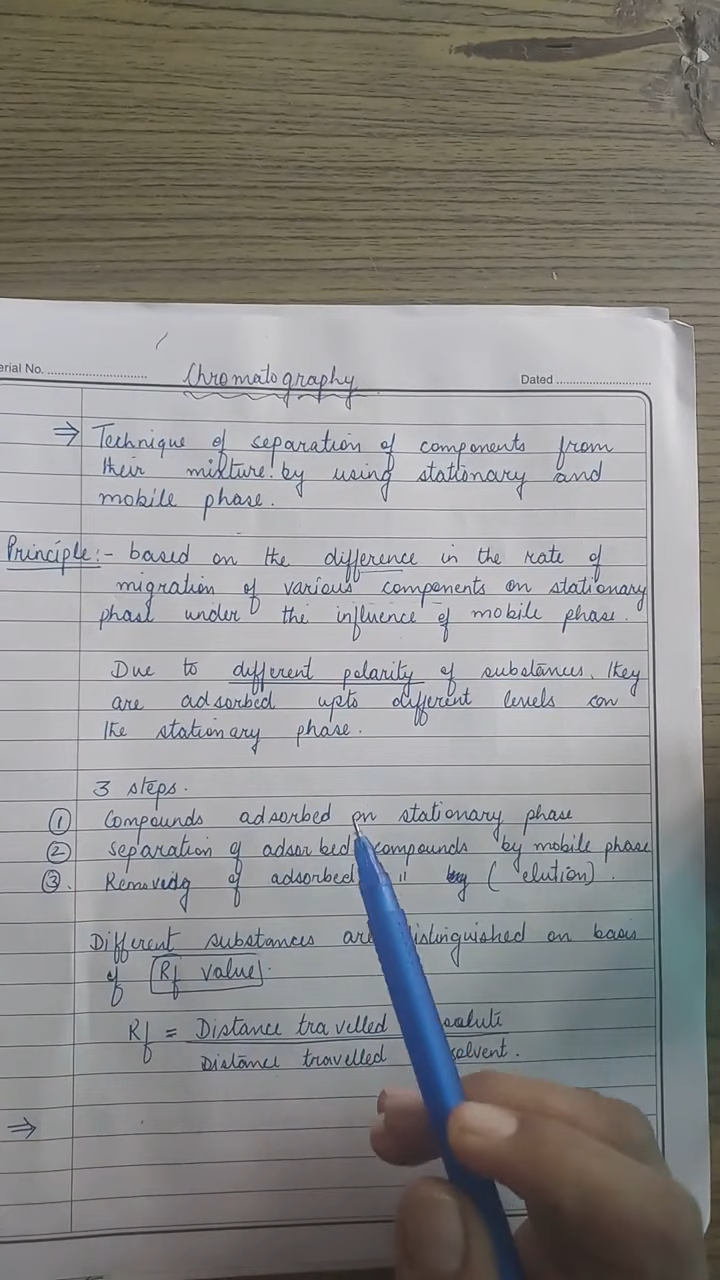 erial No. ............................
Chromatography
Dated ............................
⇒ Technique of separation of components from
their mixture by using stationary and
mobile phase.
Principle:- based on the difference in the rate of
migration of various components on stationary
phase under the influence of mobile phase.
Due to different polarity of substances, they
are adsorbed upto different levels on
the stationary phase.
3 steps.
① Compounds adsorbed on stationary phase
② Separation of adsorbed compounds by mobile phase
③. Removing of adsorbed " (elution).
Different substances are distinguished on basis
of Rf value.
Rf = Distance travelled solute
Distance travelled solvent.
⇒